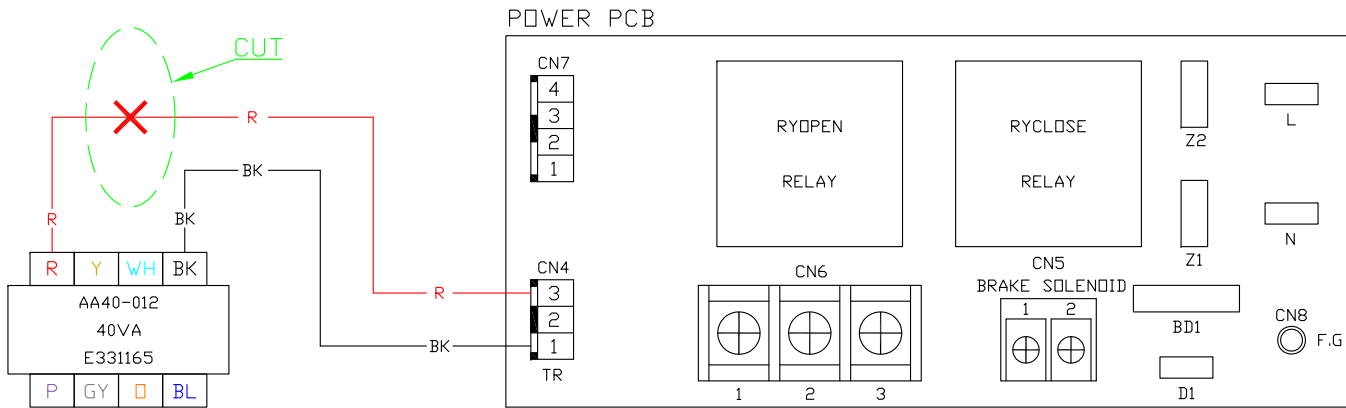 POWER PCB
CUT
CN7
4
3
2
1
R
BK
R
BK
R Y WH BK
AA40-012
40VA
E331165
P GY O BL
CN4
3
2
1
TR
R
BK
RYOPEN
RELAY
RYCLOSE
RELAY
Z2
L
Z1
N
CN6
1 2 3
CN5
BRAKE SOLENOID
1 2
BD1
D1
CN8
F.G